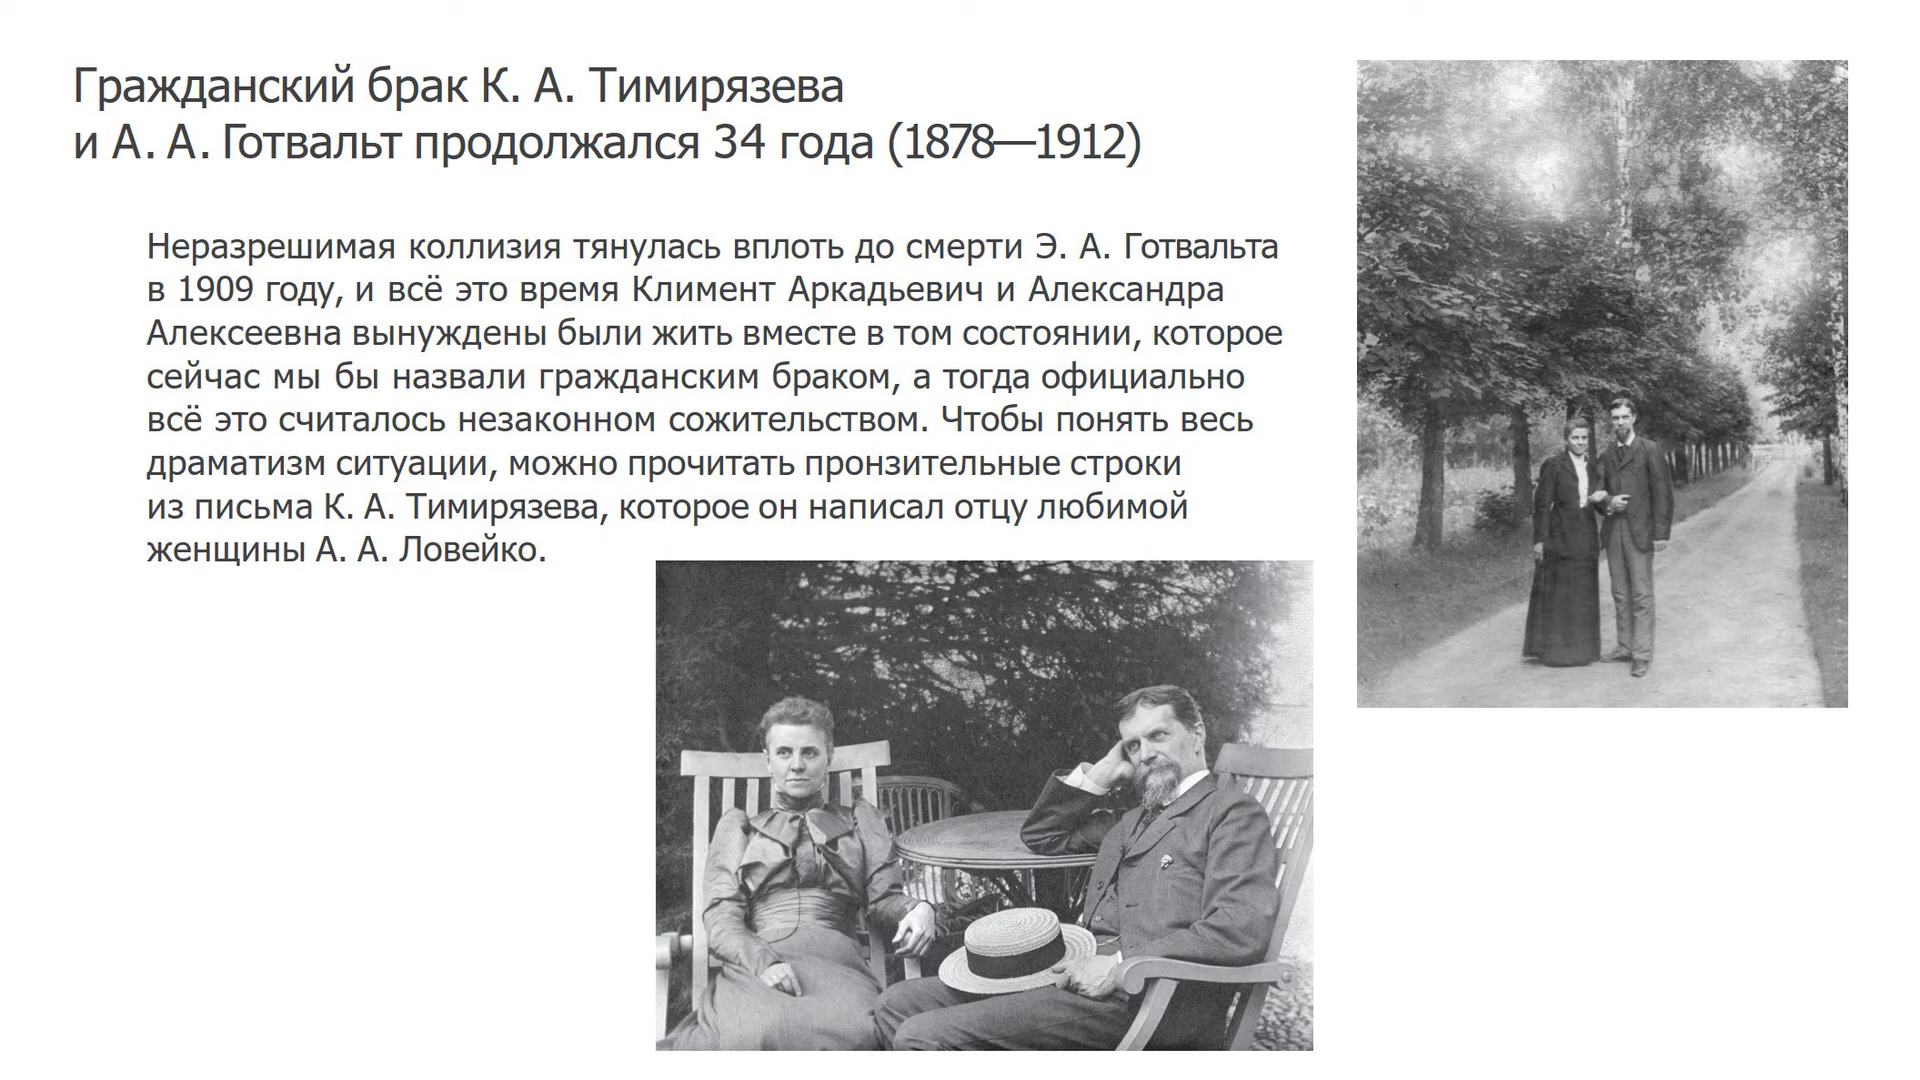 Гражданский брак К. А. Тимирязева
и А. А. Готвальт продолжался 34 года (1878—1912)
Неразрешимая коллизия тянулась вплоть до смерти Э. А. Готвальта
в 1909 году, и всё это время Климент Аркадьевич и Александра
Алексеевна вынуждены были жить вместе в том состоянии, которое
сейчас мы бы назвали гражданским браком, а тогда официально
всё это считалось незаконном сожительством. Чтобы понять весь
драматизм ситуации, можно прочитать пронзительные строки
из письма К. А. Тимирязева, которое он написал отцу любимой
женщины А. А. Ловейко.